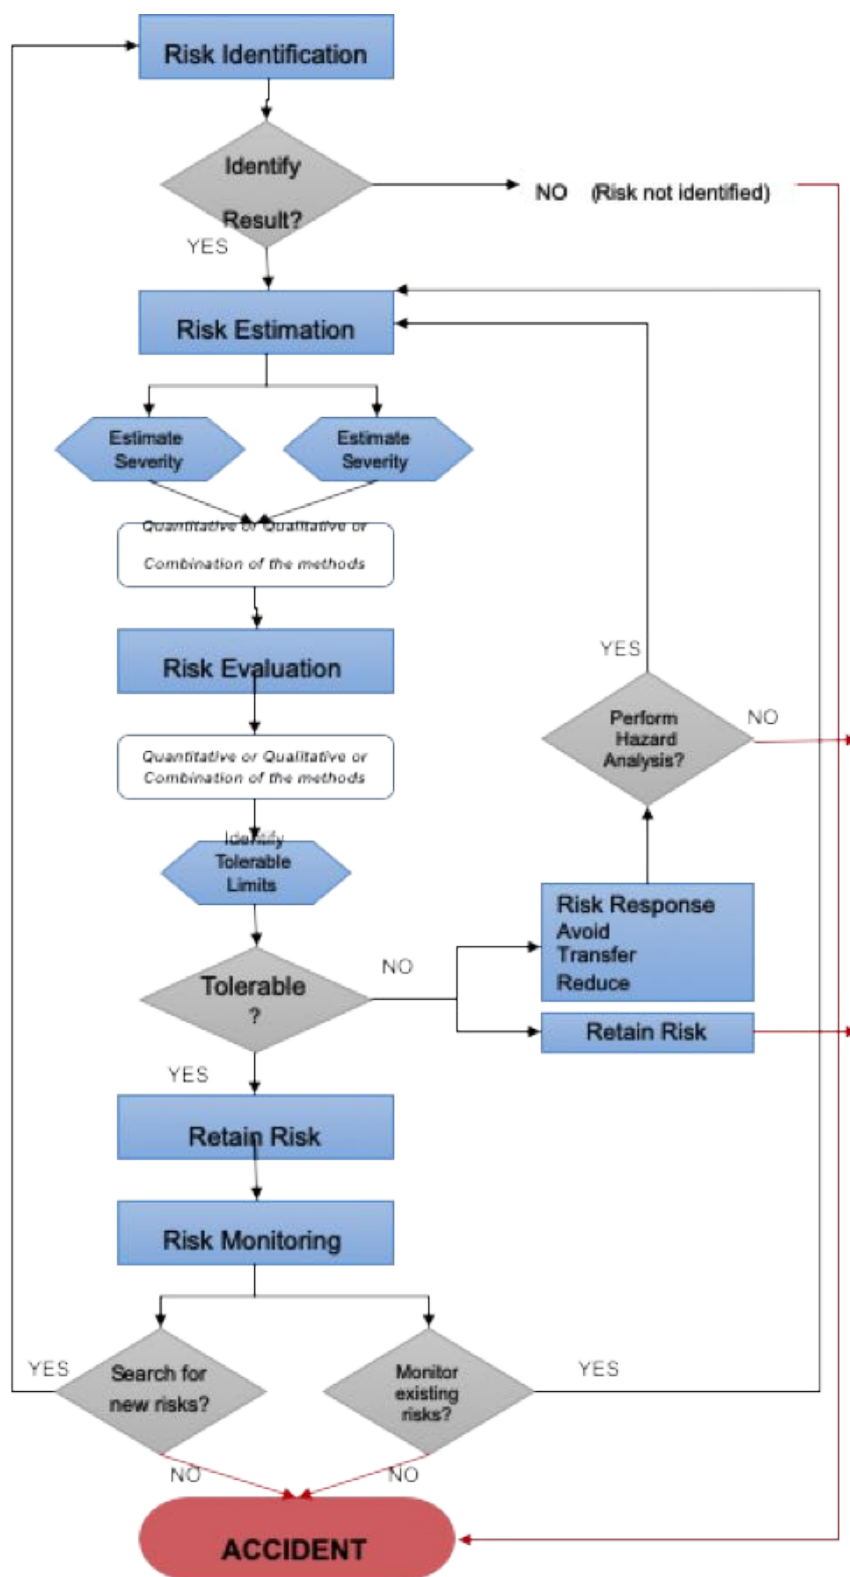 Risk Identification
Identify
Result?
NO (Risk not identified)
YES
Risk Estimation
Estimate
Severity
Estimate
Severity
Quantitative or Qualitative or
Combination of the methods
Risk Evaluation
YES
Perform
Hazard
Analysis?
NO
Quantitative or Qualitative or
Combination of the methods
Identify
Tolerable
Limits
Risk Response
Avoid
Transfer
Reduce
Tolerable
?
NO
Retain Risk
YES
Retain Risk
Risk Monitoring
YES
Search for
new risks?
Monitor
existing
risks?
YES
NO
NO
ACCIDENT